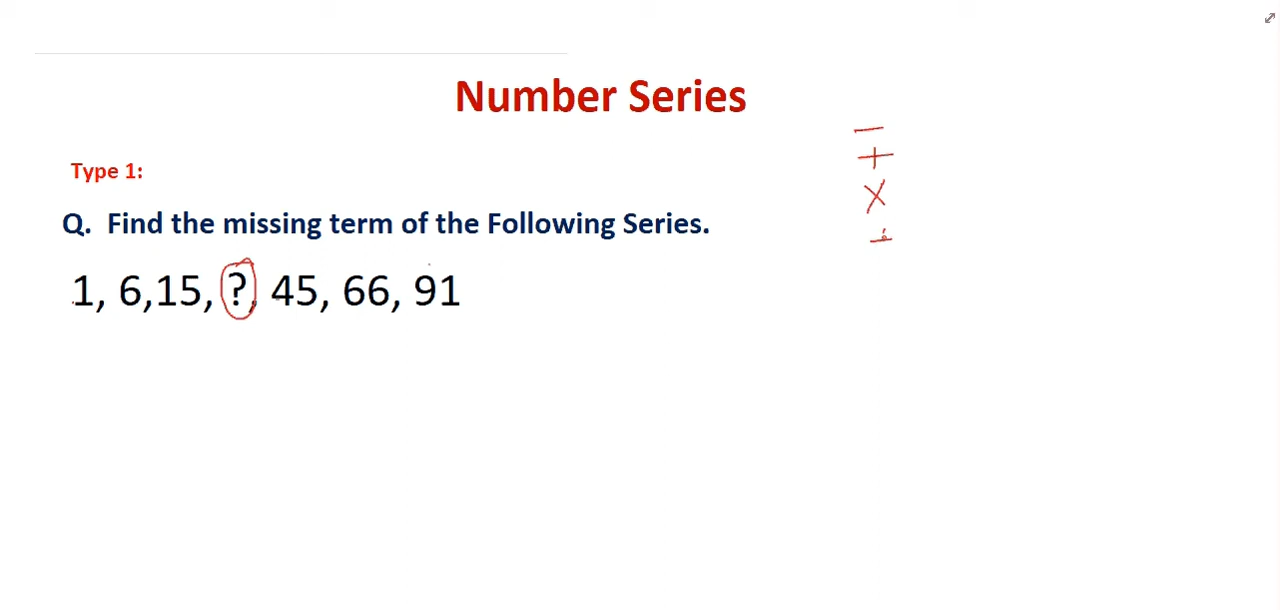 Number Series
−
+
×
÷
Type 1:
Q. Find the missing term of the Following Series.
1, 6,15, ?, 45, 66, 91